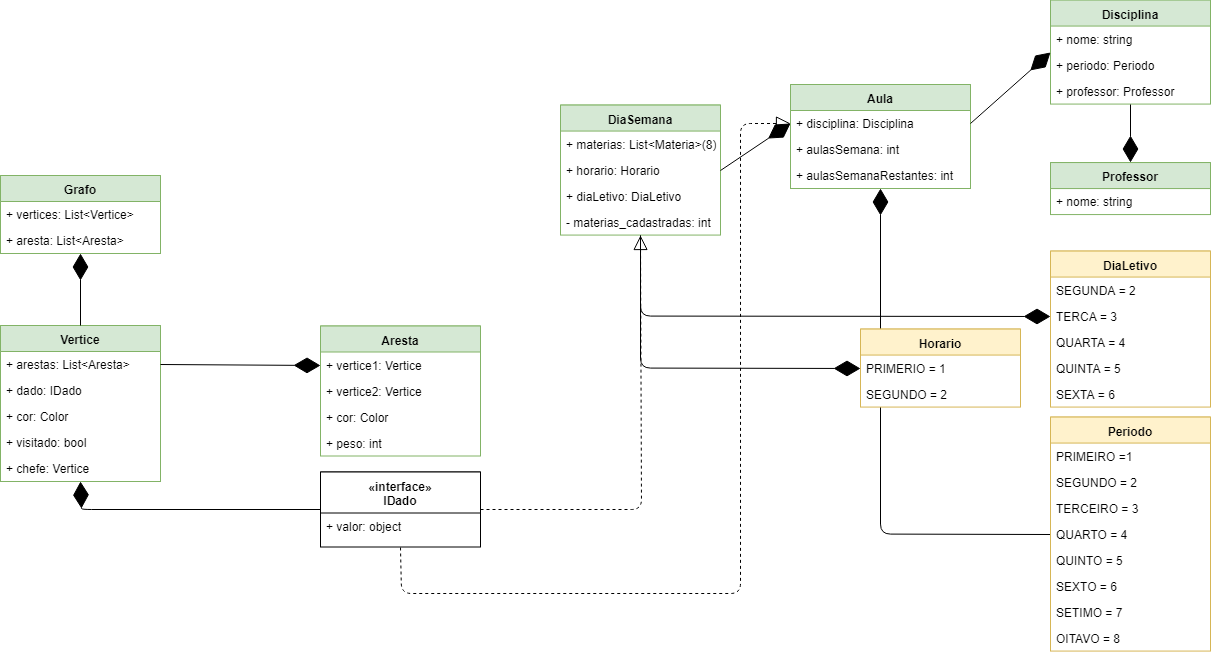 Disciplina
+ nome: string
+ periodo: Periodo
+ professor: Professor
Aula
+ disciplina: Disciplina
+ aulasSemana: int
+ aulasSemanaRestantes: int
DiaSemana
+ materias: List<Materia>(8)
+ horario: Horario
+ diaLetivo: DiaLetivo
- materias_cadastradas: int
Professor
+ nome: string
Grafo
+ vertices: List<Vertice>
+ aresta: List<Aresta>
DiaLetivo
SEGUNDA = 2
TERCA = 3
QUARTA = 4
QUINTA = 5
SEXTA = 6
Vertice
+ arestas: List<Aresta>
+ dado: IDado
+ cor: Color
+ visitado: bool
+ chefe: Vertice
Aresta
+ vertice1: Vertice
+ vertice2: Vertice
+ cor: Color
+ peso: int
Horario
PRIMERIO = 1
SEGUNDO = 2
«interface»
IDado
+ valor: object
Periodo
PRIMEIRO =1
SEGUNDO = 2
TERCEIRO = 3
QUARTO = 4
QUINTO = 5
SEXTO = 6
SETIMO = 7
OITAVO = 8